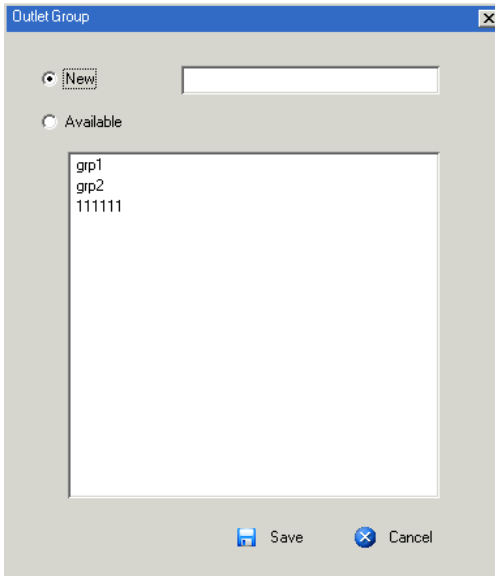 Outlet Group
New
Available
grp1
grp2
111111
Save Cancel